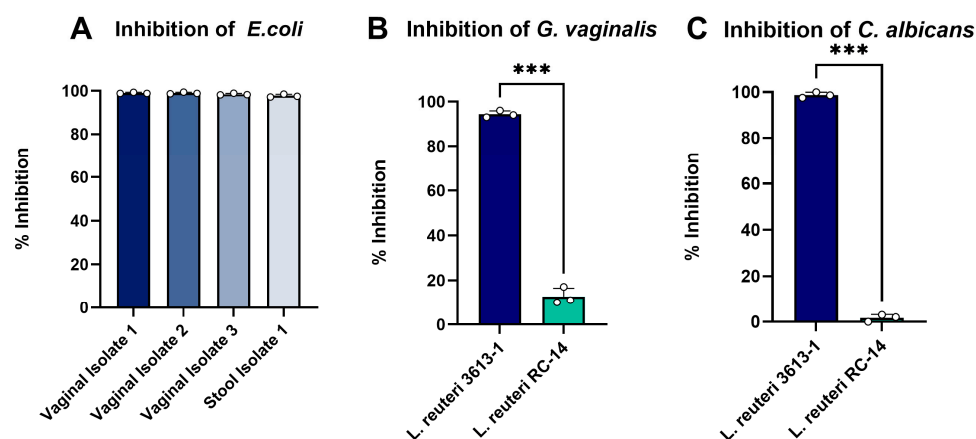 A Inhibition of E.coli
% Inhibition
100
80
60
40
20
0
Vaginal Isolate 1
Vaginal Isolate 2
Vaginal Isolate 3
Stool Isolate 1
B Inhibition of G. vaginalis
***
% Inhibition
100
80
60
40
20
0
L. reuteri 3613-1
L. reuteri RC-14
C Inhibition of C. albicans
***
% Inhibition
100
80
60
40
20
0
L. reuteri 3613-1
L. reuteri RC-14